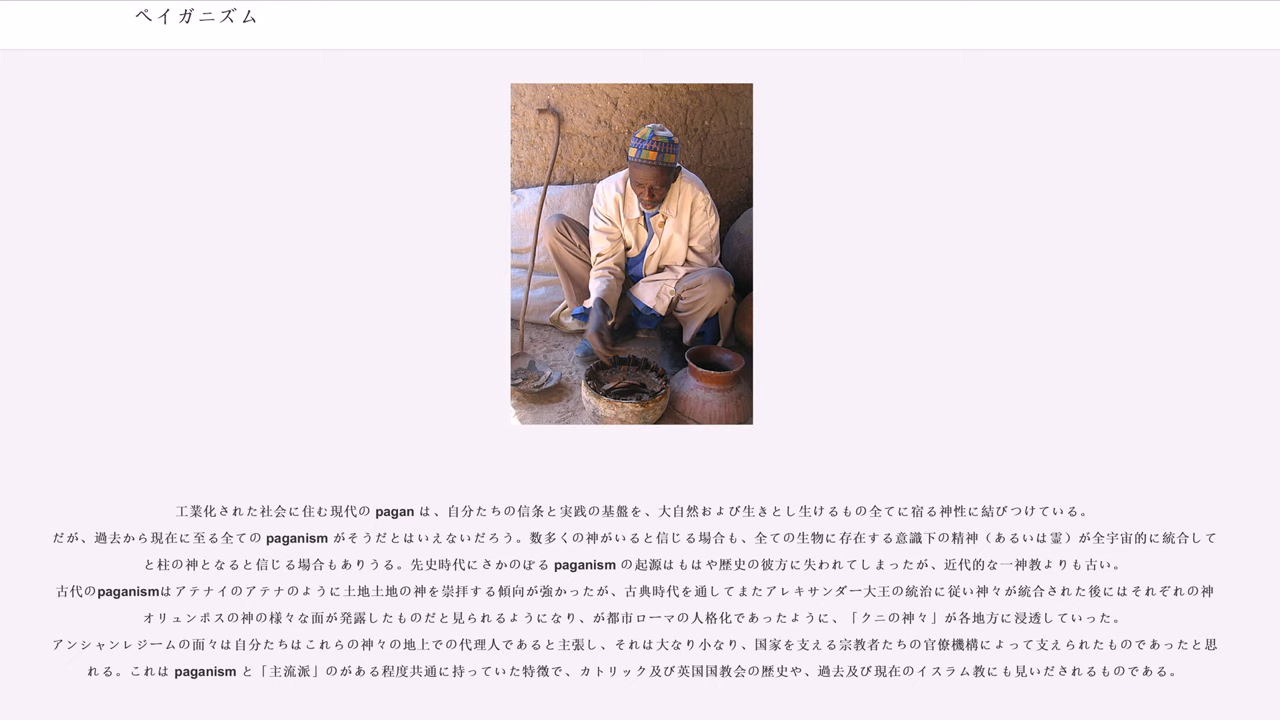 ペイガニズム
工業化された社会に住む現代の pagan は、自分たちの信条と実践の基盤を、大自然および生きとし生けるもの全てに宿る神性に結びつけている。
だが、過去から現在に至る全ての paganism がそうだとはいえないだろう。数多くの神がいると信じる場合も、全ての生物に存在する意識下の精神（あるいは霊）が全宇宙的に統合して
と柱の神となると信じる場合もありうる。先史時代にさかのぼる paganism の起源はもはや歴史の彼方に失われてしまったが、近代的な一神教よりも古い。
古代のpaganismはアテナイのアテナのように土地土地の神を崇拝する傾向が強かったが、古典時代を通してまたアレキサンダー大王の統治に従い神々が統合された後にはそれぞれの神
オリュンポスの神の様々な面が発露したものだと見られるようになり、が都市ローマの人格化であったように、「クニの神々」が各地方に浸透していった。
アンシャンレジームの面々は自分たちはこれらの神々の地上での代理人であると主張し、それは大なり小なり、国家を支える宗教者たちの官僚機構によって支えられたものであったと思
れる。これは paganism と「主流派」のがある程度共通に持っていた特徴で、カトリック及び英国国教会の歴史や、過去及び現在のイスラム教にも見いだされるものである。